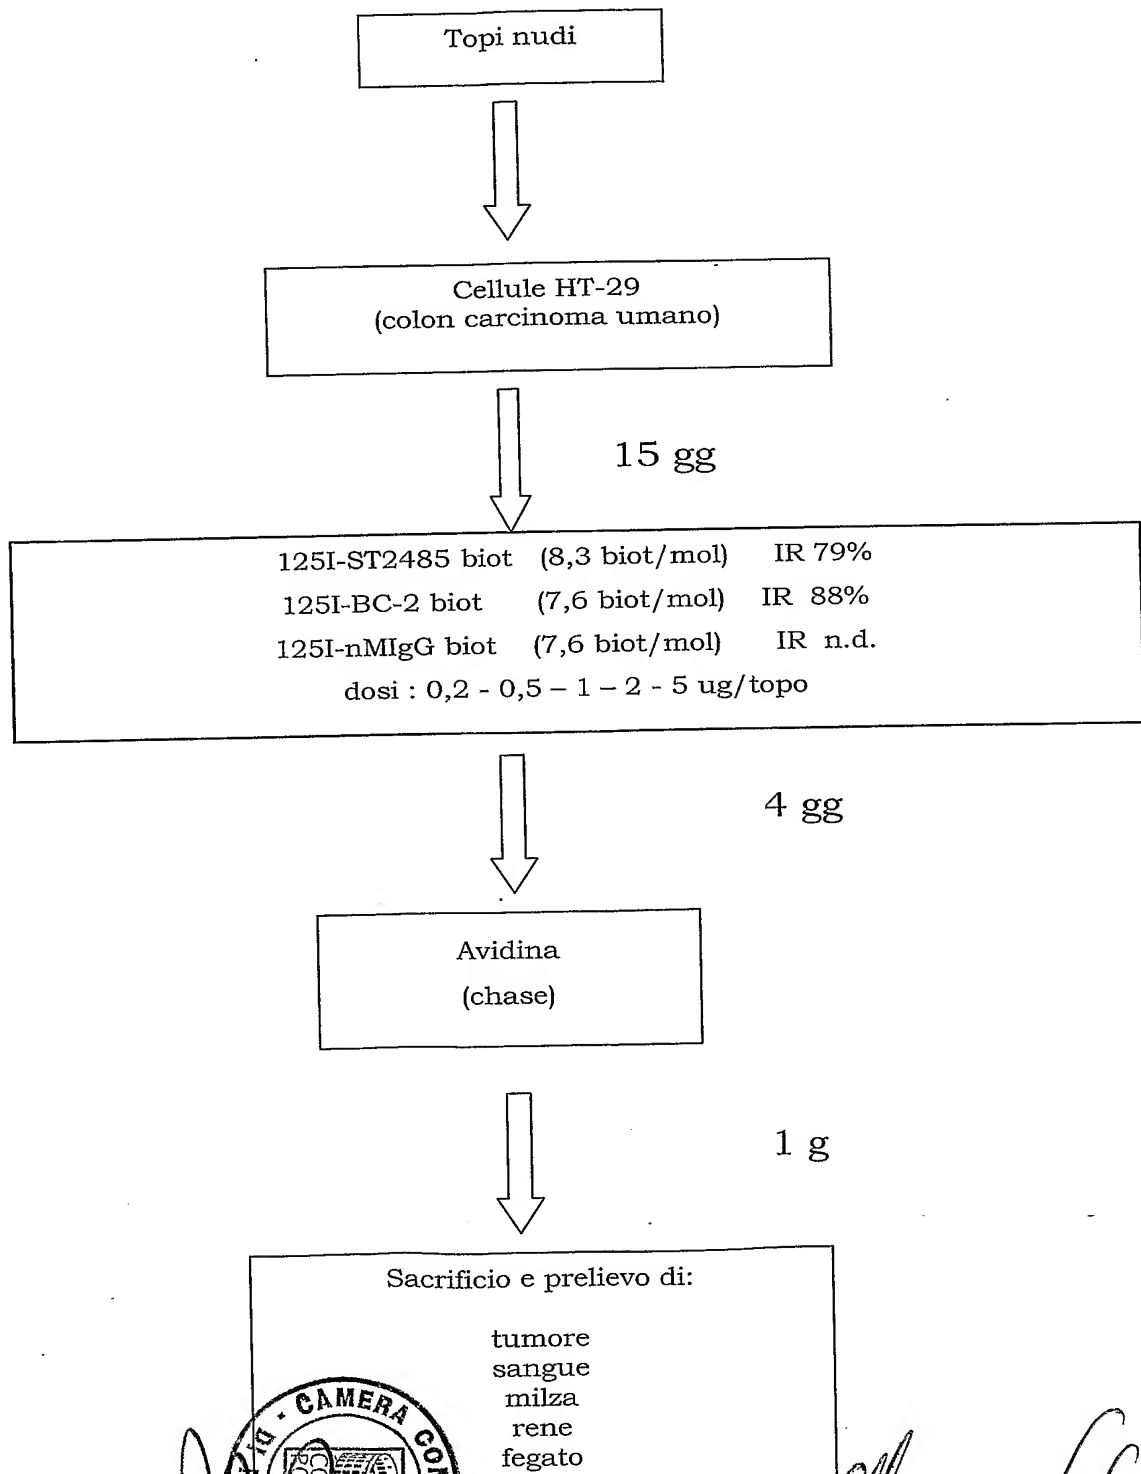 Topi nudi
Cellule HT-29
(colon carcinoma umano)
15 gg
125I-ST2485 biot (8,3 biot/mol) IR 79%
125I-BC-2 biot (7,6 biot/mol) IR 88%
125I-nMIgG biot (7,6 biot/mol) IR n.d.
dosi : 0,2 - 0,5 – 1 – 2 - 5 ug/topo
4 gg
Avidina
(chase)
1 g
Sacrificio e prelievo di:
tumore
sangue
milza
rene
fegato
DI - CAMERA